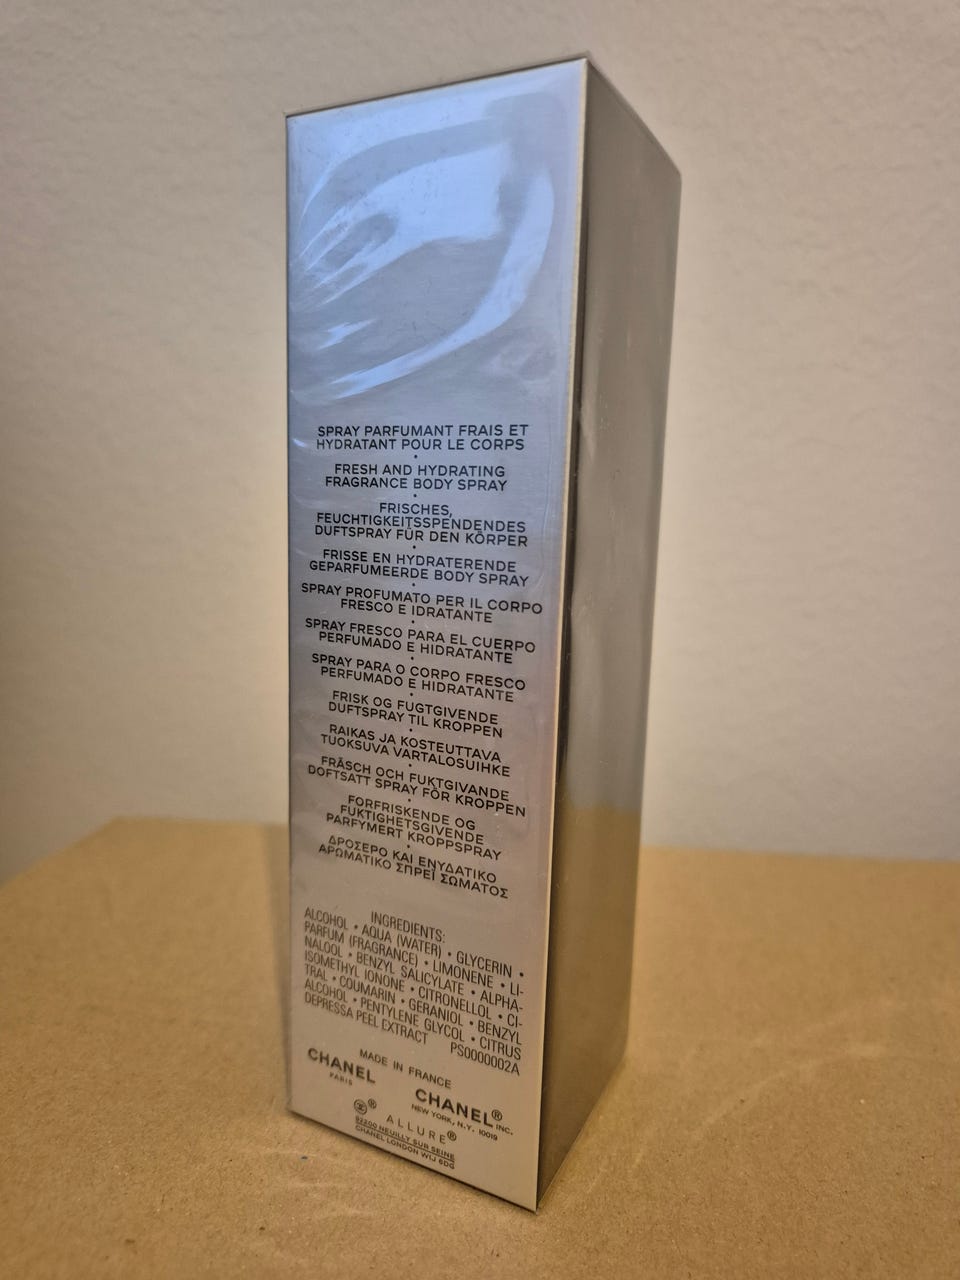 SPRAY PARFUMANT FRAIS ET
HYDRATANT POUR LE CORPS
•
FRESH AND HYDRATING
FRAGRANCE BODY SPRAY
•
FRISCHES,
FEUCHTIGKEITSSPENDENDES
DUFTSPRAY FÜR DEN KÖRPER
•
FRISSE EN HYDRATERENDE
GEPARFUMEERDE BODY SPRAY
•
SPRAY PROFUMATO PER IL CORPO
FRESCO E IDRATANTE
•
SPRAY FRESCO PARA EL CUERPO
PERFUMADO E HIDRATANTE
•
SPRAY PARA O CORPO FRESCO
PERFUMADO E HIDRATANTE
•
FRISK OG FUGTGIVENDE
DUFTSPRAY TIL KROPPEN
•
RAIKAS JA KOSTEUTTAVA
TUOKSUVA VARTALOSUIHKE
•
FRÄSCH OCH FUKTGIVANDE
DOFTSATT SPRAY FÖR KROPPEN
•
FORFRISKENDE OG
FUKTIGHETSGIVENDE
PARFYMERT KROPPSPRAY
•
ΔΡΟΣΕΡΟ ΚΑΙ ΕΝΥΔΑΤΙΚΟ
ΑΡΩΜΑΤΙΚΟ ΣΠΡΕΪ ΣΩΜΑΤΟΣ
INGREDIENTS:
ALCOHOL • AQUA (WATER) • GLYCERIN •
PARFUM (FRAGRANCE) • LIMONENE • LI-
NALOOL • BENZYL SALICYLATE • ALPHA-
ISOMETHYL IONONE • CITRONELLOL • CI-
TRAL • COUMARIN • GERANIOL • BENZYL
ALCOHOL • PENTYLENE GLYCOL • CITRUS
DEPRESSA PEEL EXTRACT PS0000002A
MADE IN FRANCE
CHANEL
PARIS
CHANEL® INC.
NEW YORK, N.Y. 10019
® ALLURE®
92200 NEUILLY SUR SEINE
CHANEL LONDON W1J 6DG